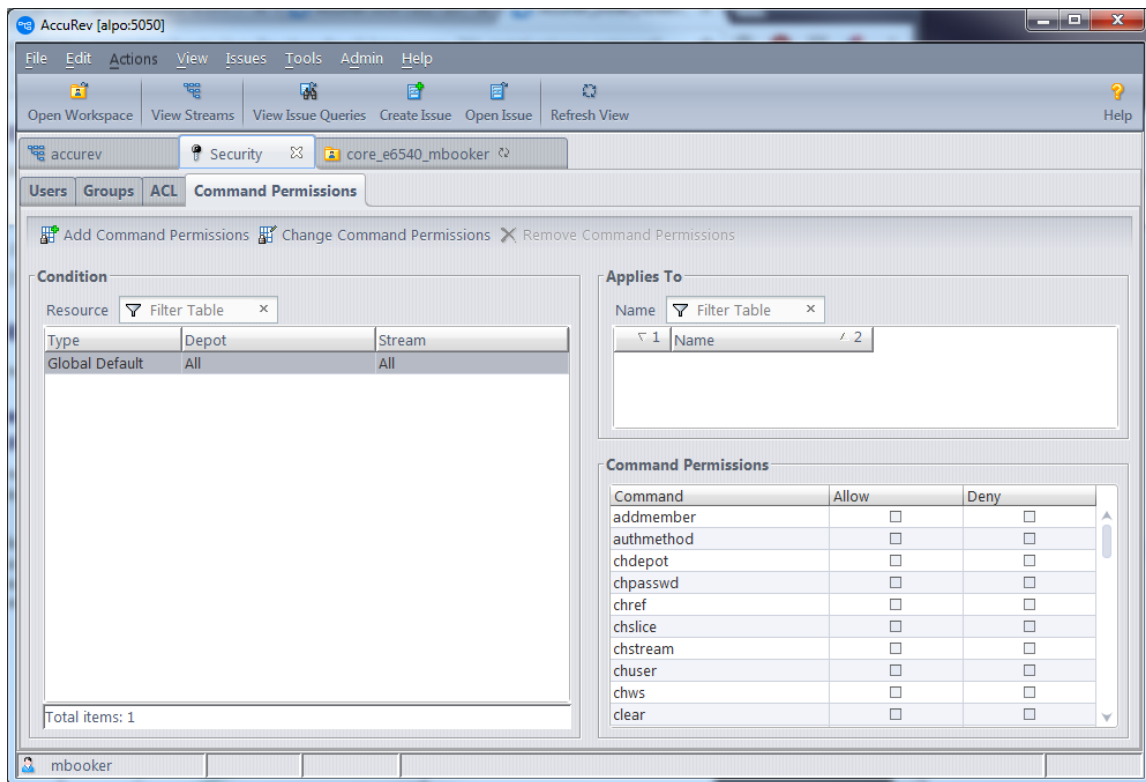 AccuRev [alpo:5050]
File Edit Actions View Issues Tools Admin Help
Open Workspace View Streams View Issue Queries Create Issue Open Issue Refresh View Help
accurev Security core_e6540_mbooker
Users Groups ACL Command Permissions
Add Command Permissions Change Command Permissions Remove Command Permissions
Condition
Resource Filter Table
Type Depot Stream
Global Default All All
Total items: 1
Applies To
Name Filter Table
1 Name 2
Command Permissions
Command Allow Deny
addmember
authmethod
chdepot
chpasswd
chref
chslice
chstream
chuser
chws
clear
mbooker